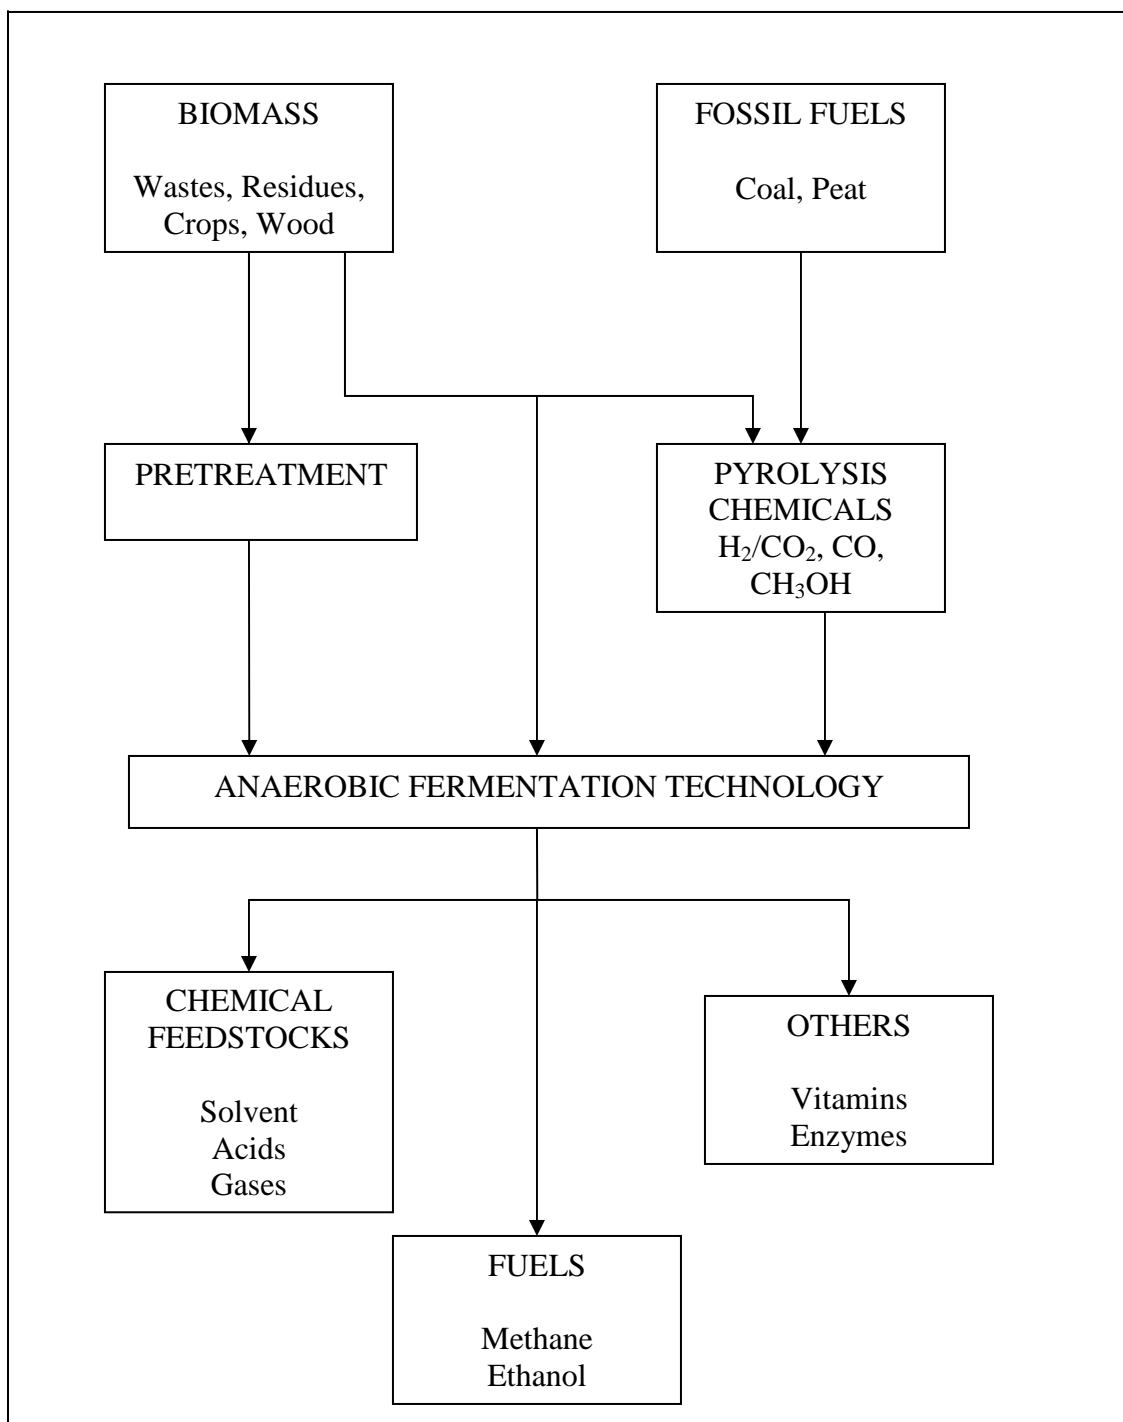 BIOMASS
Wastes, Residues,
Crops, Wood
FOSSIL FUELS
Coal, Peat
PRETREATMENT
PYROLYSIS
CHEMICALS
H₂/CO₂, CO,
CH₃OH
ANAEROBIC FERMENTATION TECHNOLOGY
CHEMICAL
FEEDSTOCKS
Solvent
Acids
Gases
OTHERS
Vitamins
Enzymes
FUELS
Methane
Ethanol